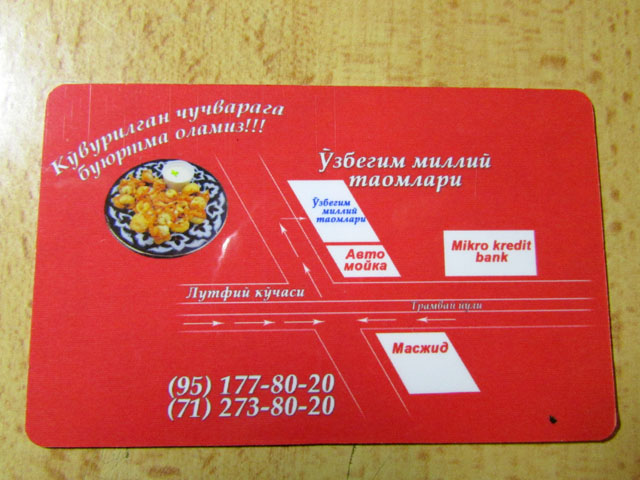 Қовурилган чучварага
буюртма оламиз!!!
Ўзбегим миллий
таомлари
Ўзбегим
миллий
таомлари
Авто
мойка
Mikro kredit
bank
Лутфий кўчаси
Трамвай йули
Масжид
(95) 177-80-20
(71) 273-80-20